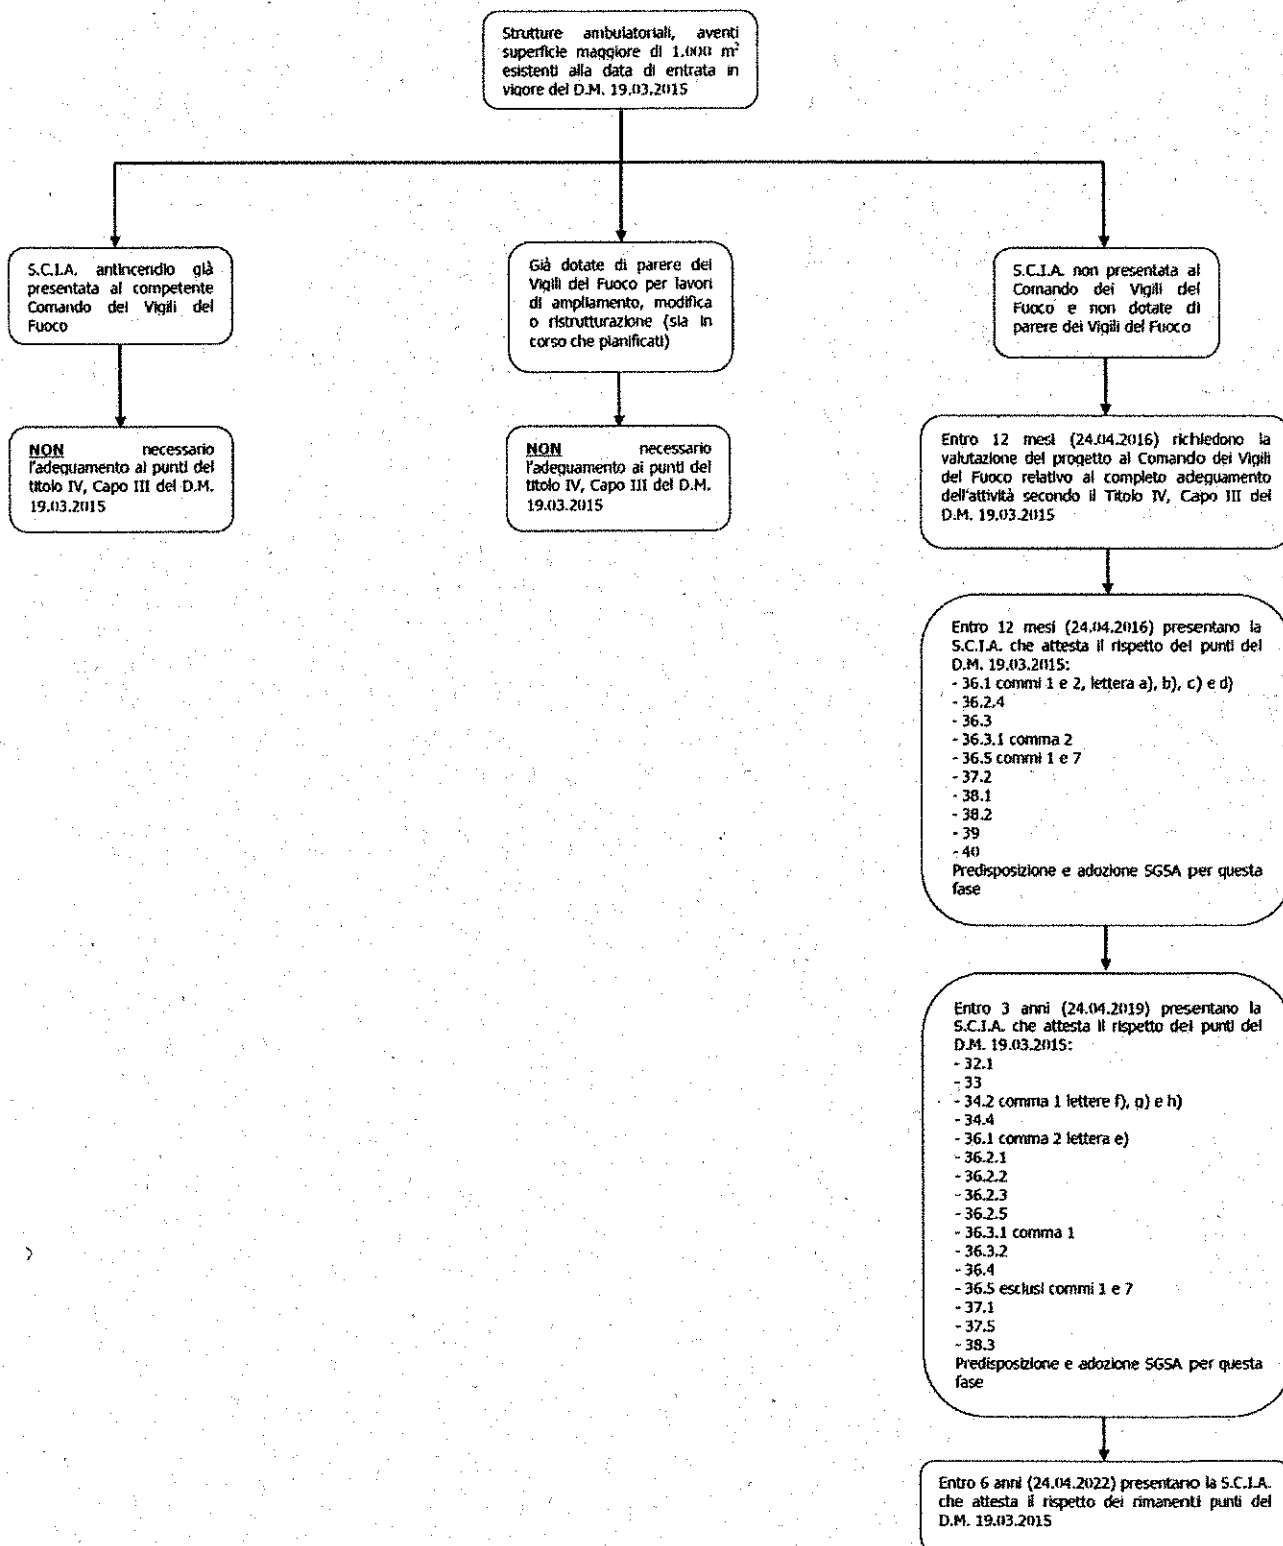 Strutture ambulatoriali, aventi
superficie maggiore di 1.000 m²
esistenti alla data di entrata in
vigore del D.M. 19.03.2015
S.C.I.A. antincendio già
presentata al competente
Comando dei Vigili del
Fuoco
Già dotate di parere dei
Vigili del Fuoco per lavori
di ampliamento, modifica
o ristrutturazione (sia in
corso che pianificati)
S.C.I.A. non presentata al
Comando dei Vigili del
Fuoco e non dotate di
parere dei Vigili del Fuoco
NON necessario
l'adeguamento ai punti del
titolo IV, Capo III del D.M.
19.03.2015
NON necessario
l'adeguamento ai punti del
titolo IV, Capo III del D.M.
19.03.2015
Entro 12 mesi (24.04.2016) richiedono la
valutazione del progetto al Comando dei Vigili
del Fuoco relativo al completo adeguamento
dell'attività secondo il Titolo IV, Capo III del
D.M. 19.03.2015
Entro 12 mesi (24.04.2016) presentano la
S.C.I.A. che attesta il rispetto dei punti del
D.M. 19.03.2015:
- 36.1 commi 1 e 2, lettera a), b), c) e d)
- 36.2.4
- 36.3
- 36.3.1 comma 2
- 36.5 commi 1 e 7
- 37.2
- 38.1
- 38.2
- 39
- 40
Predisposizione e adozione SGSA per questa
fase
Entro 3 anni (24.04.2019) presentano la
S.C.I.A. che attesta il rispetto dei punti del
D.M. 19.03.2015:
- 32.1
- 33
- 34.2 comma 1 lettere f), g) e h)
- 34.4
- 36.1 comma 2 lettera e)
- 36.2.1
- 36.2.2
- 36.2.3
- 36.2.5
- 36.3.1 comma 1
- 36.3.2
- 36.4
- 36.5 esclusi commi 1 e 7
- 37.1
- 37.5
- 38.3
Predisposizione e adozione SGSA per questa
fase
Entro 6 anni (24.04.2022) presentano la S.C.I.A.
che attesta il rispetto dei rimanenti punti del
D.M. 19.03.2015